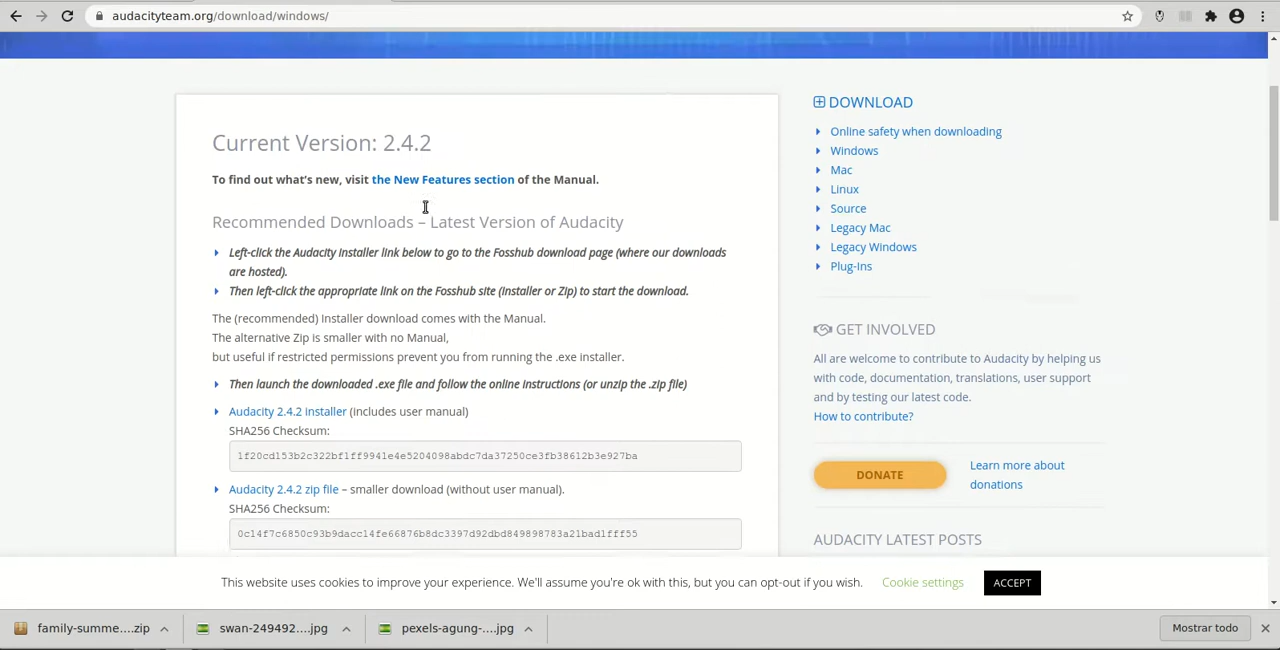 audacityteam.org/download/windows/
Current Version: 2.4.2
To find out what's new, visit the New Features section of the Manual.
Recommended Downloads – Latest Version of Audacity
Left-click the Audacity Installer link below to go to the Fosshub download page (where our downloads
are hosted).
Then left-click the appropriate link on the Fosshub site (Installer or Zip) to start the download.
The (recommended) Installer download comes with the Manual.
The alternative Zip is smaller with no Manual,
but useful if restricted permissions prevent you from running the .exe installer.
Then launch the downloaded .exe file and follow the online instructions (or unzip the .zip file)
Audacity 2.4.2 installer (includes user manual)
SHA256 Checksum:
1f20cd153b2c322bf1ff9941e4e5204098abdc7da37250ce3fb38612b3e927ba
Audacity 2.4.2 zip file – smaller download (without user manual).
SHA256 Checksum:
0c14f7c6850c93b9dacc14fe66876b8dc3397d92dbd849898783a21bad1fff55
DOWNLOAD
Online safety when downloading
Windows
Mac
Linux
Source
Legacy Mac
Legacy Windows
Plug-Ins
GET INVOLVED
All are welcome to contribute to Audacity by helping us
with code, documentation, translations, user support
and by testing our latest code.
How to contribute?
DONATE
Learn more about
donations
AUDACITY LATEST POSTS
This website uses cookies to improve your experience. We'll assume you're ok with this, but you can opt-out if you wish.
Cookie settings
ACCEPT
family-summe....zip
swan-249492....jpg
pexels-agung-....jpg
Mostrar todo